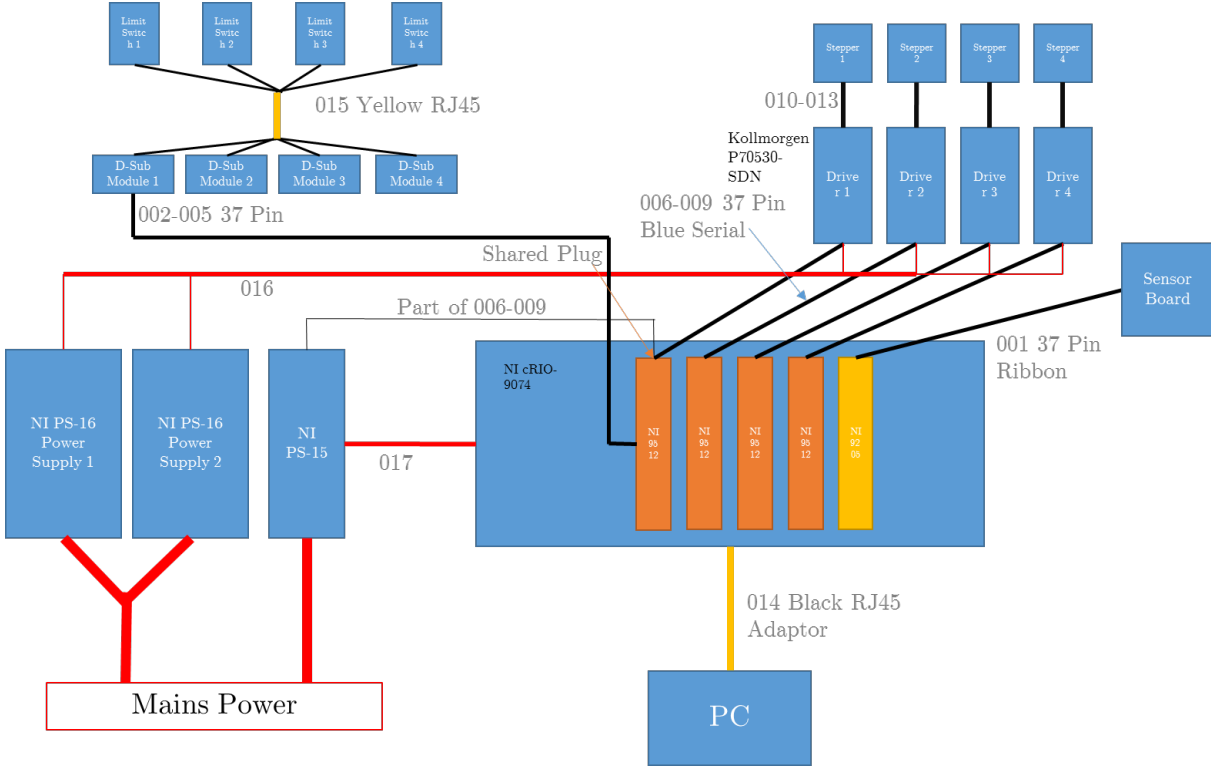 Limit
Switc
h 1
Limit
Switc
h 2
Limit
Switc
h 3
Limit
Switc
h 4
Stepper
1
Stepper
2
Stepper
3
Stepper
4
015 Yellow RJ45
010-013
D-Sub
Module 1
D-Sub
Module 2
D-Sub
Module 3
D-Sub
Module 4
Kollmorgen
P70530-
SDN
Drive
r 1
Drive
r 2
Drive
r 3
Drive
r 4
002-005 37 Pin
006-009 37 Pin
Blue Serial
Shared Plug
016
Part of 006-009
Sensor
Board
001 37 Pin
Ribbon
NI PS-16
Power
Supply 1
NI PS-16
Power
Supply 2
NI
PS-15
017
NI cRIO-
9074
NI
95
12
NI
95
12
NI
95
12
NI
95
12
NI
92
05
014 Black RJ45
Adaptor
Mains Power
PC